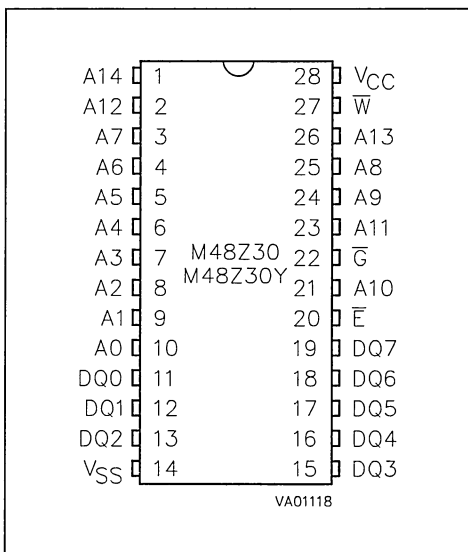 A14 1 28 VCC
A12 2 27 W̅
A7 3 26 A13
A6 4 25 A8
A5 5 24 A9
A4 6 23 A11
A3 7 M48Z30 22 G̅
M48Z30Y
A2 8 21 A10
A1 9 20 E̅
A0 10 19 DQ7
DQ0 11 18 DQ6
DQ1 12 17 DQ5
DQ2 13 16 DQ4
VSS 14 15 DQ3
VA01118